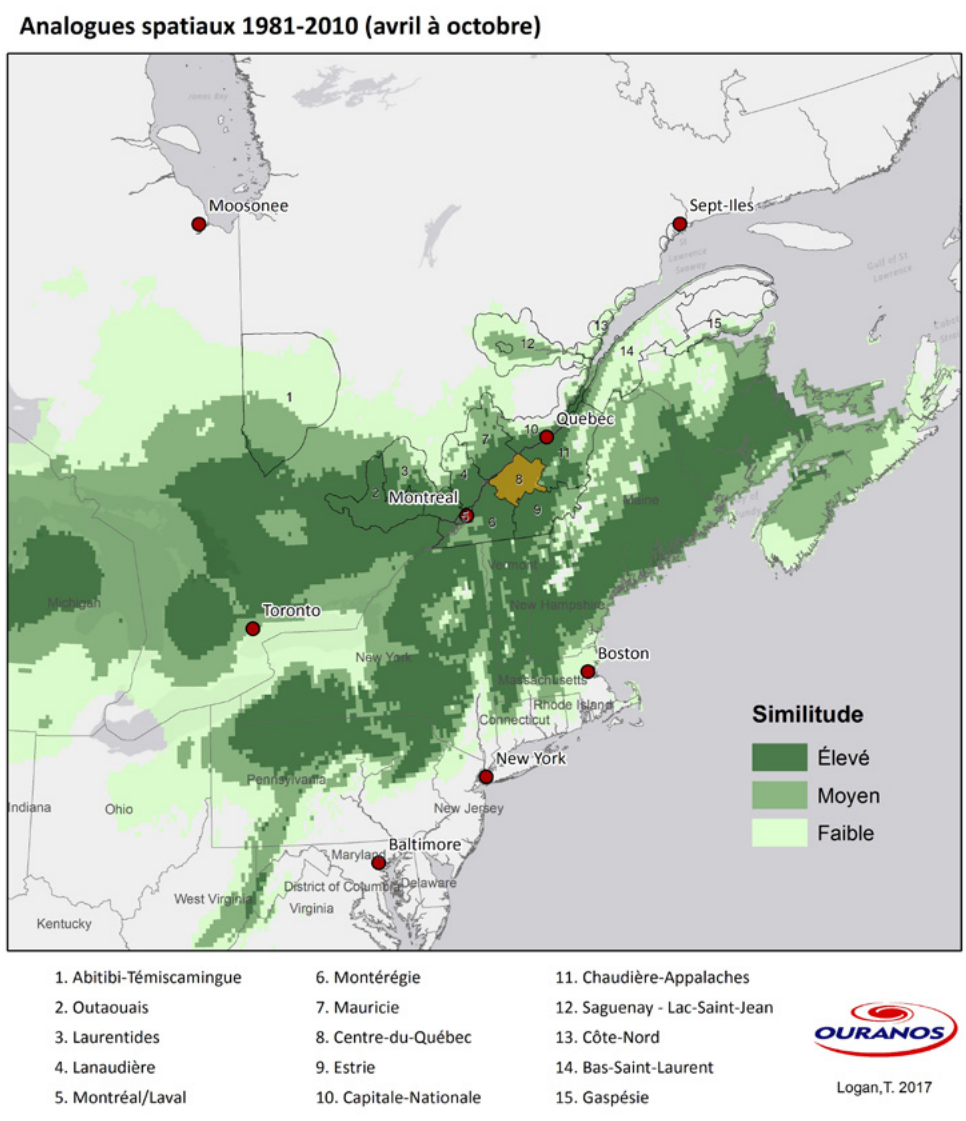 Analogues spatiaux 1981-2010 (avril à octobre)
James Bay
Moosonee
Sept-Iles
St. Lawrence Seaway
Gulf of St. Lawrence
15
13
12
14
1
Quebec
10
7
11
3
4
8
2
Montreal
5
6
9
Maine
Vermont
Michigan
Toronto
New Hampshire
New York
Boston
Massachusetts
Rhode Island
Connecticut
New York
Pennsylvania
Indiana
Ohio
New Jersey
Baltimore
Maryland
District of Columbia
Delaware
West Virginia
Virginia
Kentucky
Similitude
Élevé
Moyen
Faible
1. Abitibi-Témiscamingue
2. Outaouais
3. Laurentides
4. Lanaudière
5. Montréal/Laval
6. Montérégie
7. Mauricie
8. Centre-du-Québec
9. Estrie
10. Capitale-Nationale
11. Chaudière-Appalaches
12. Saguenay - Lac-Saint-Jean
13. Côte-Nord
14. Bas-Saint-Laurent
15. Gaspésie
OURANOS
Logan,T. 2017